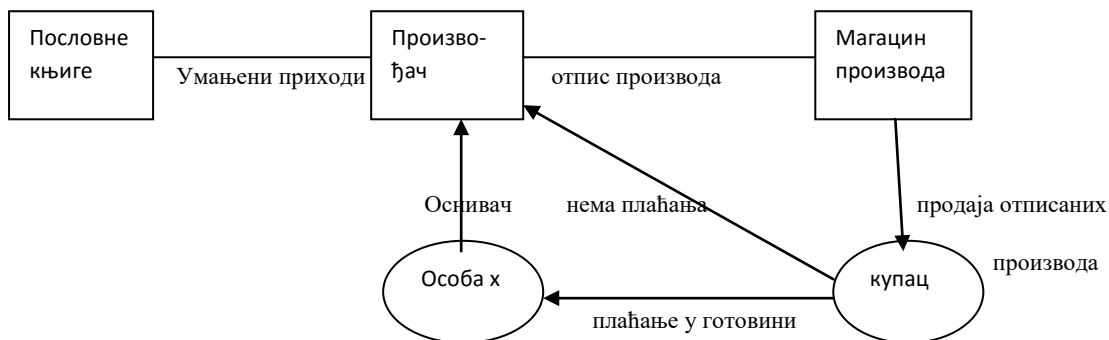 Пословне
књиге
Произво-
ђач
Магацин
производа
Умањени приходи
отпис производа
Оснивач
нема плаћања
продаја отписаних
производа
Особа х
купац
плаћање у готовини